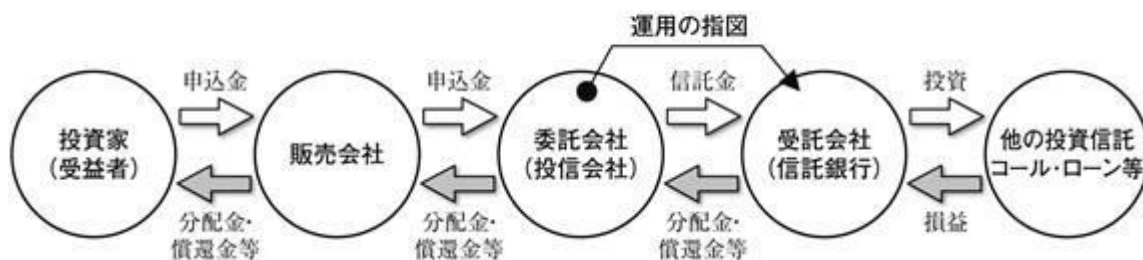 運用の指図
申込金
申込金
信託金
投資
投資家
(受益者)
販売会社
委託会社
(投信会社)
受託会社
(信託銀行)
他の投資信託
コール・ローン等
分配金・
償還金等
分配金・
償還金等
分配金・
償還金等
損益